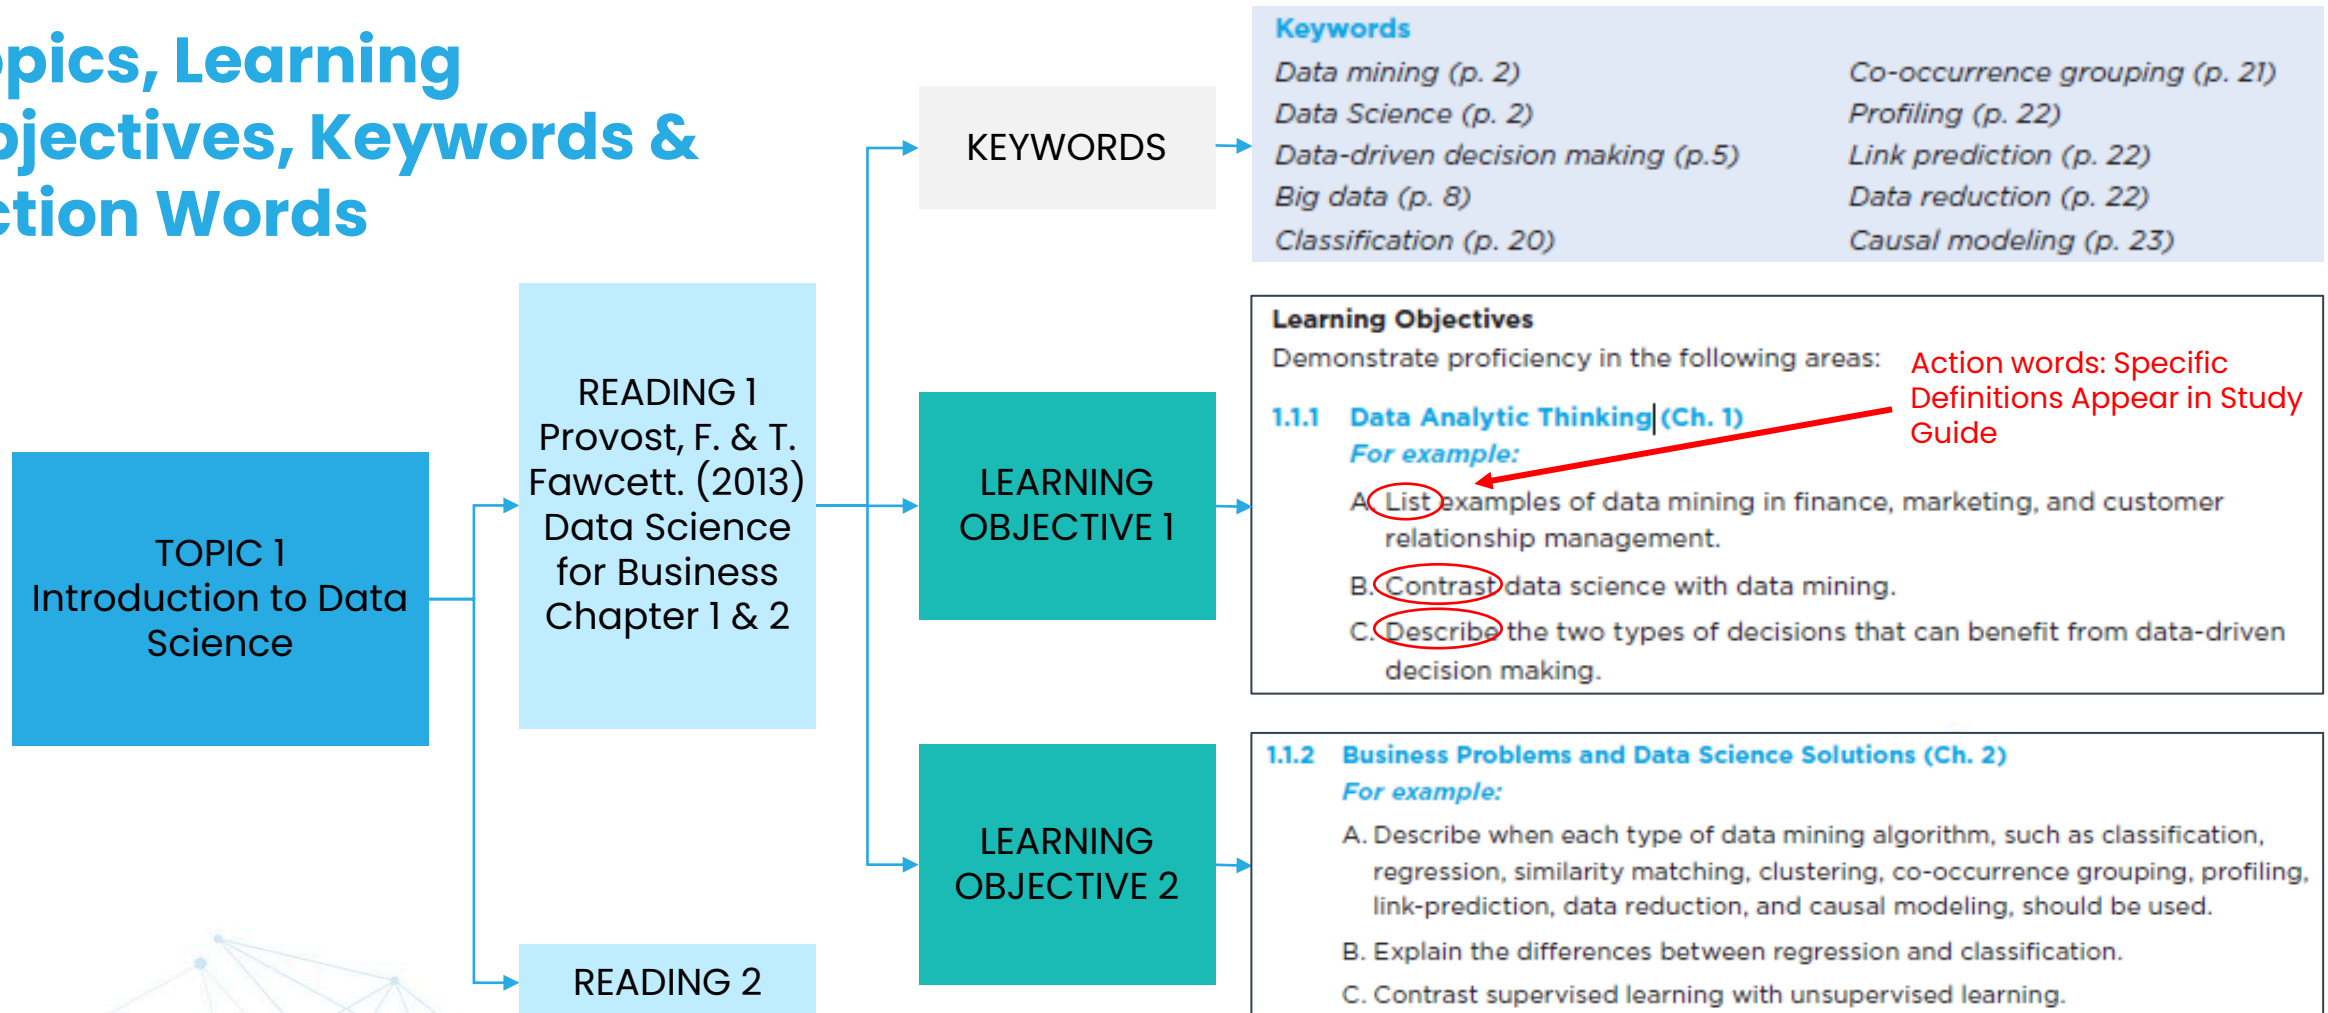 pics, Learning
bjectives, Keywords &
ction Words
TOPIC 1
Introduction to Data
Science
READING 1
Provost, F. & T.
Fawcett. (2013)
Data Science
for Business
Chapter 1 & 2
READING 2
KEYWORDS
LEARNING
OBJECTIVE 1
LEARNING
OBJECTIVE 2
Keywords
Data mining (p. 2)
Data Science (p. 2)
Data-driven decision making (p.5)
Big data (p. 8)
Classification (p. 20)
Co-occurrence grouping (p. 21)
Profiling (p. 22)
Link prediction (p. 22)
Data reduction (p. 22)
Causal modeling (p. 23)
Learning Objectives
Demonstrate proficiency in the following areas:
Action words: Specific
Definitions Appear in Study
Guide
1.1.1 Data Analytic Thinking (Ch. 1)
For example:
A. List examples of data mining in finance, marketing, and customer
relationship management.
B. Contrast data science with data mining.
C. Describe the two types of decisions that can benefit from data-driven
decision making.
1.1.2 Business Problems and Data Science Solutions (Ch. 2)
For example:
A. Describe when each type of data mining algorithm, such as classification,
regression, similarity matching, clustering, co-occurrence grouping, profiling,
link-prediction, data reduction, and causal modeling, should be used.
B. Explain the differences between regression and classification.
C. Contrast supervised learning with unsupervised learning.